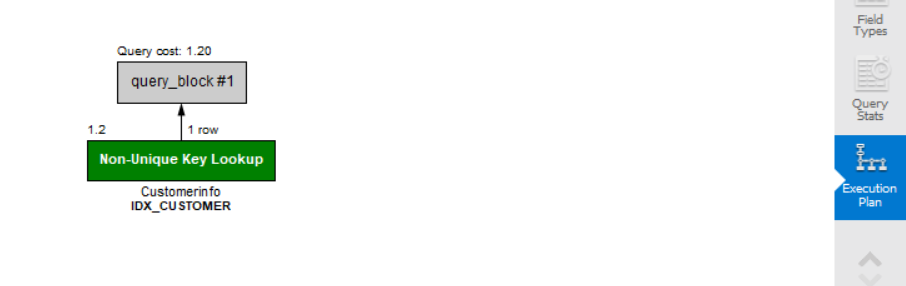 Query cost: 1.20
query_block #1
1.2
1 row
Non-Unique Key Lookup
Customerinfo
IDX_CUSTOMER
Field
Types
Query
Stats
Execution
Plan